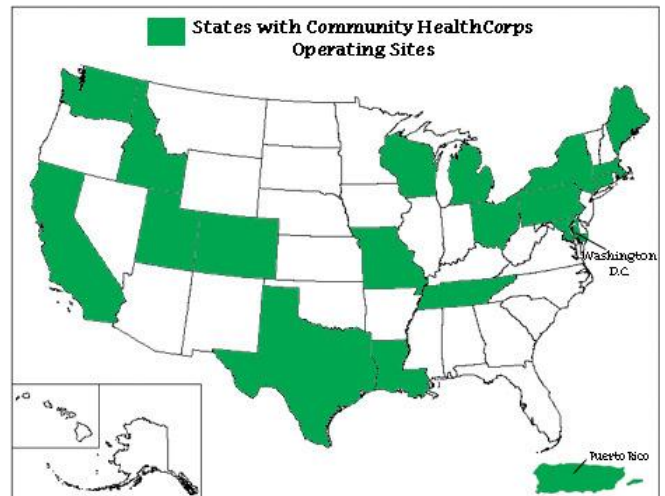 States with Community HealthCorps
Operating Sites
Washington
D.C.
Puerto Rico